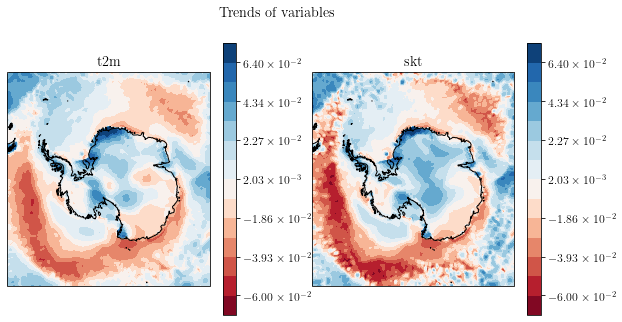 Trends of variables
t2m
skt
6.40 × 10⁻²
4.34 × 10⁻²
2.27 × 10⁻²
2.03 × 10⁻³
−1.86 × 10⁻²
−3.93 × 10⁻²
−6.00 × 10⁻²
6.40 × 10⁻²
4.34 × 10⁻²
2.27 × 10⁻²
2.03 × 10⁻³
−1.86 × 10⁻²
−3.93 × 10⁻²
−6.00 × 10⁻²